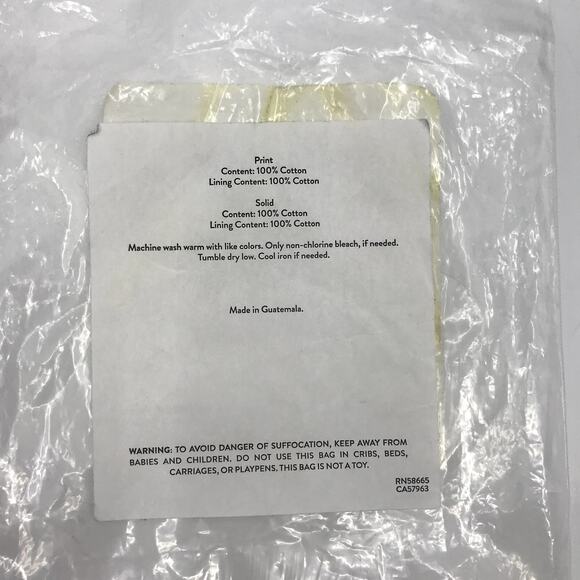 Print
Content: 100% Cotton
Lining Content: 100% Cotton
Solid
Content: 100% Cotton
Lining Content: 100% Cotton
Machine wash warm with like colors. Only non-chlorine bleach, if needed.
Tumble dry low. Cool iron if needed.
Made in Guatemala.
WARNING: TO AVOID DANGER OF SUFFOCATION, KEEP AWAY FROM
BABIES AND CHILDREN. DO NOT USE THIS BAG IN CRIBS, BEDS,
CARRIAGES, OR PLAYPENS. THIS BAG IS NOT A TOY.
RN58665
CA57963